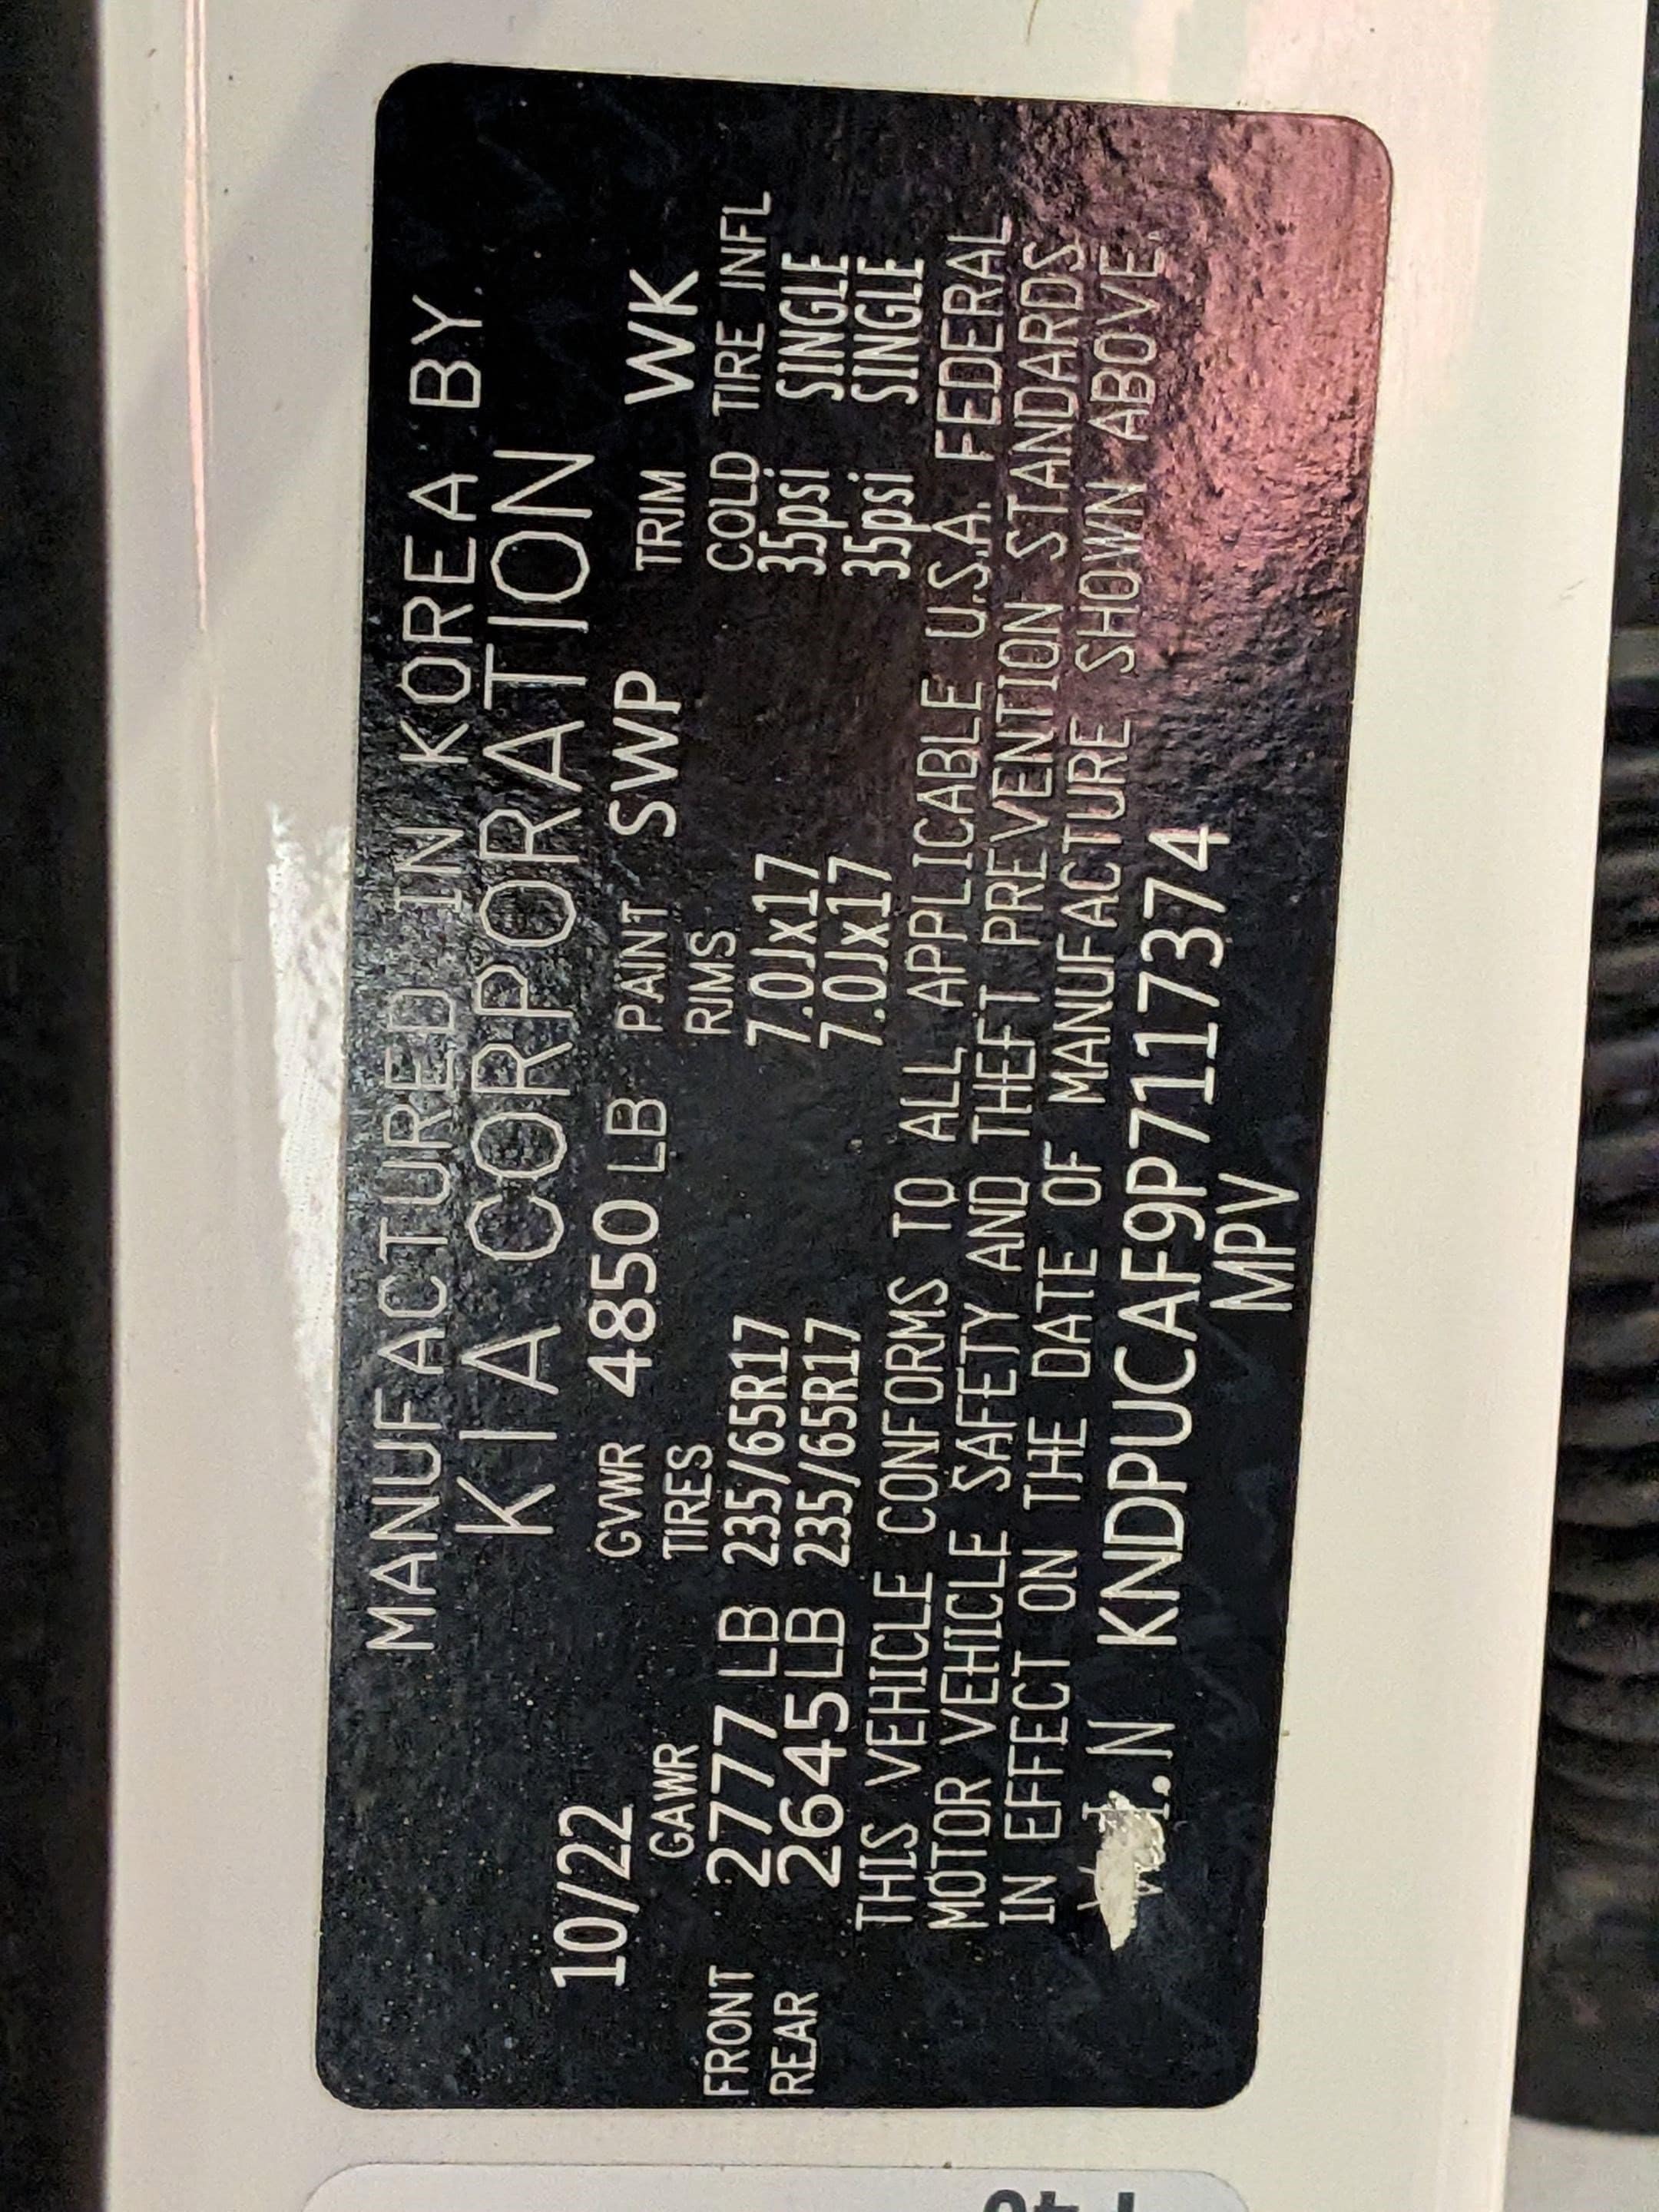 MANUFACTURED IN KOREA BY
KIA CORPORATION
10/22 GVWR 4850 LB PAINT SWP TRIM WK
GAWR TIRES RIMS COLD TIRE INFL
FRONT 2777 LB 235/65R17 7.0Jx17 35psi SINGLE
REAR 2645LB 235/65R17 7.0Jx17 35psi SINGLE
THIS VEHICLE CONFORMS TO ALL APPLICABLE U.S.A. FEDERAL
MOTOR VEHICLE SAFETY AND THEFT PREVENTION STANDARDS
IN EFFECT ON THE DATE OF MANUFACTURE SHOWN ABOVE.
V.I.N KNDPUCAF9P7117374
MPV